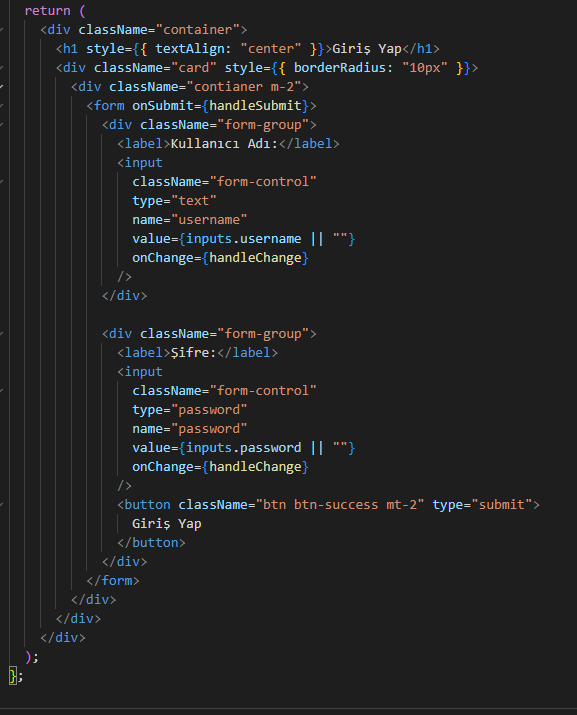 return (
<div className="container">
<h1 style={{ textAlign: "center" }}>Giriş Yap</h1>
<div className="card" style={{ borderRadius: "10px" }}>
<div className="contianer m-2">
<form onSubmit={handleSubmit}>
<div className="form-group">
<label>Kullanıcı Adı:</label>
<input
className="form-control"
type="text"
name="username"
value={inputs.username || ""}
onChange={handleChange}
/>
</div>
<div className="form-group">
<label>Şifre:</label>
<input
className="form-control"
type="password"
name="password"
value={inputs.password || ""}
onChange={handleChange}
/>
<button className="btn btn-success mt-2" type="submit">
Giriş Yap
</button>
</div>
</form>
</div>
</div>
</div>
);
};